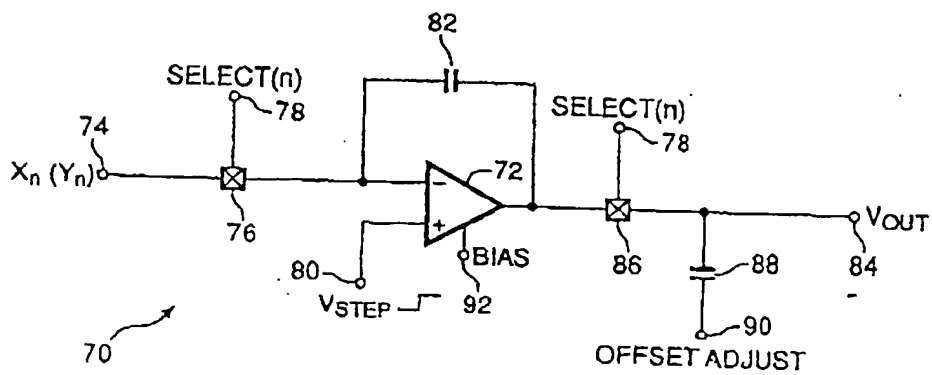 82
SELECT(n)
78
SELECT(n)
78
74
Xn (Yn)
76
72
−
+
86
VOUT
84
80
BIAS
92
VSTEP
88
90
OFFSET ADJUST
70